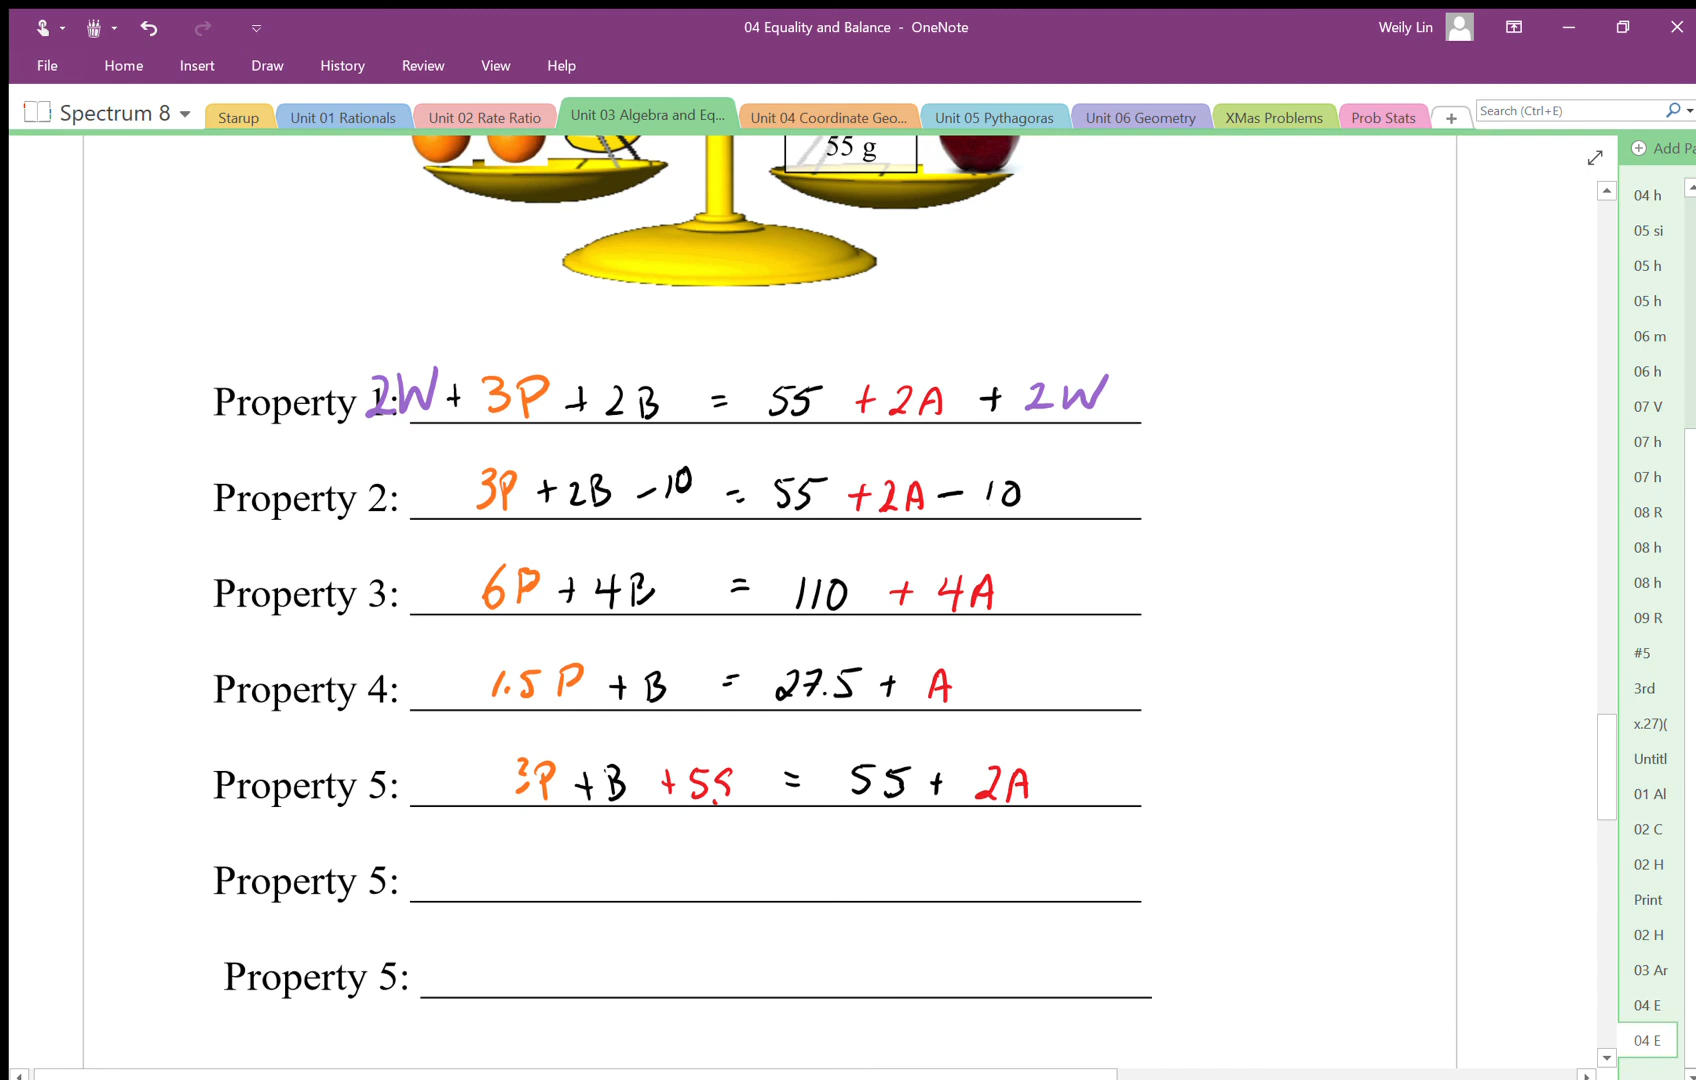 04 Equality and Balance - OneNote
Weily Lin
File Home Insert Draw History Review View Help
Spectrum 8
Starup Unit 01 Rationals Unit 02 Rate Ratio Unit 03 Algebra and Eq... Unit 04 Coordinate Geo... Unit 05 Pythagoras Unit 06 Geometry XMas Problems Prob Stats +
Search (Ctrl+E)
55 g
Property 1: 2W + 3P + 2B = 55 + 2A + 2W
Property 2: 3P + 2B - 10 = 55 + 2A - 10
Property 3: 6P + 4B = 110 + 4A
Property 4: 1.5P + B = 27.5 + A
Property 5: 3P + B + 55 = 55 + 2A
Property 5:
Property 5:
Add Pa
04 h
05 si
05 h
05 h
06 m
06 h
07 V
07 h
07 h
08 R
08 h
08 h
09 R
#5
3rd
x.27)(
Untitl
01 Al
02 C
02 H
Print
02 H
03 Ar
04 E
04 E